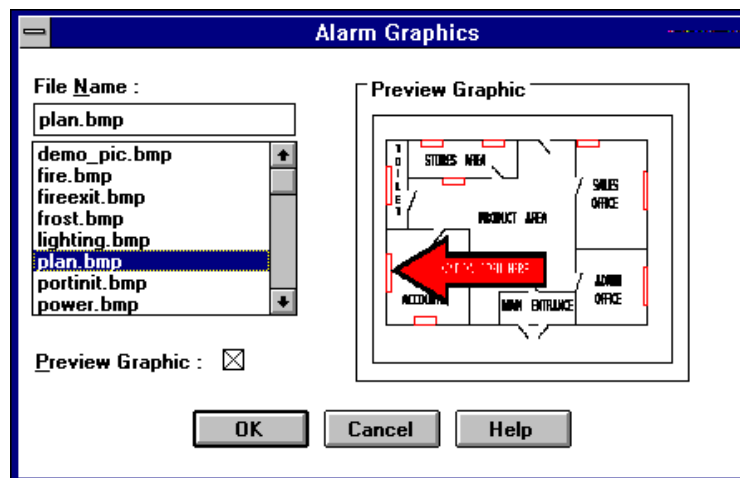 Alarm Graphics
File Name :
plan.bmp
demo_pic.bmp
fire.bmp
fireexit.bmp
frost.bmp
lighting.bmp
plan.bmp
portinit.bmp
power.bmp
Preview Graphic :
Preview Graphic
TOILET
STORES AREA
SALES
OFFICE
PRODUCT AREA
ADMIN
OFFICE
MAIN ENTRANCE
OK
Cancel
Help